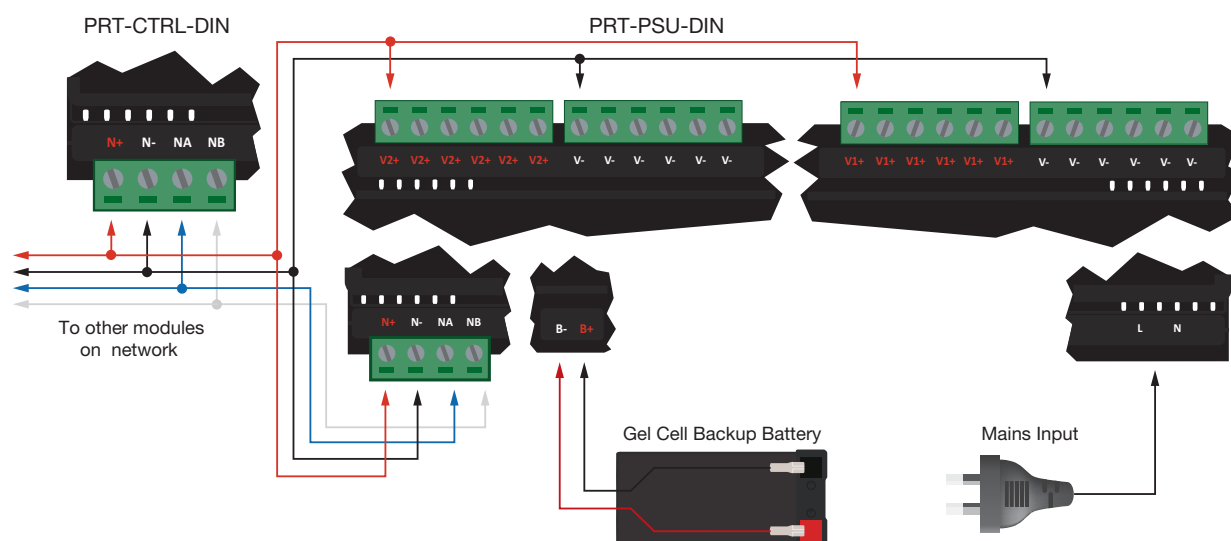 PRT-CTRL-DIN
PRT-PSU-DIN
N+ N- NA NB
V2+ V2+ V2+ V2+ V2+ V2+ V- V- V- V- V- V-
V1+ V1+ V1+ V1+ V1+ V1+ V- V- V- V- V- V-
To other modules
on network
N+ N- NA NB
B- B+
L N
Gel Cell Backup Battery
Mains Input